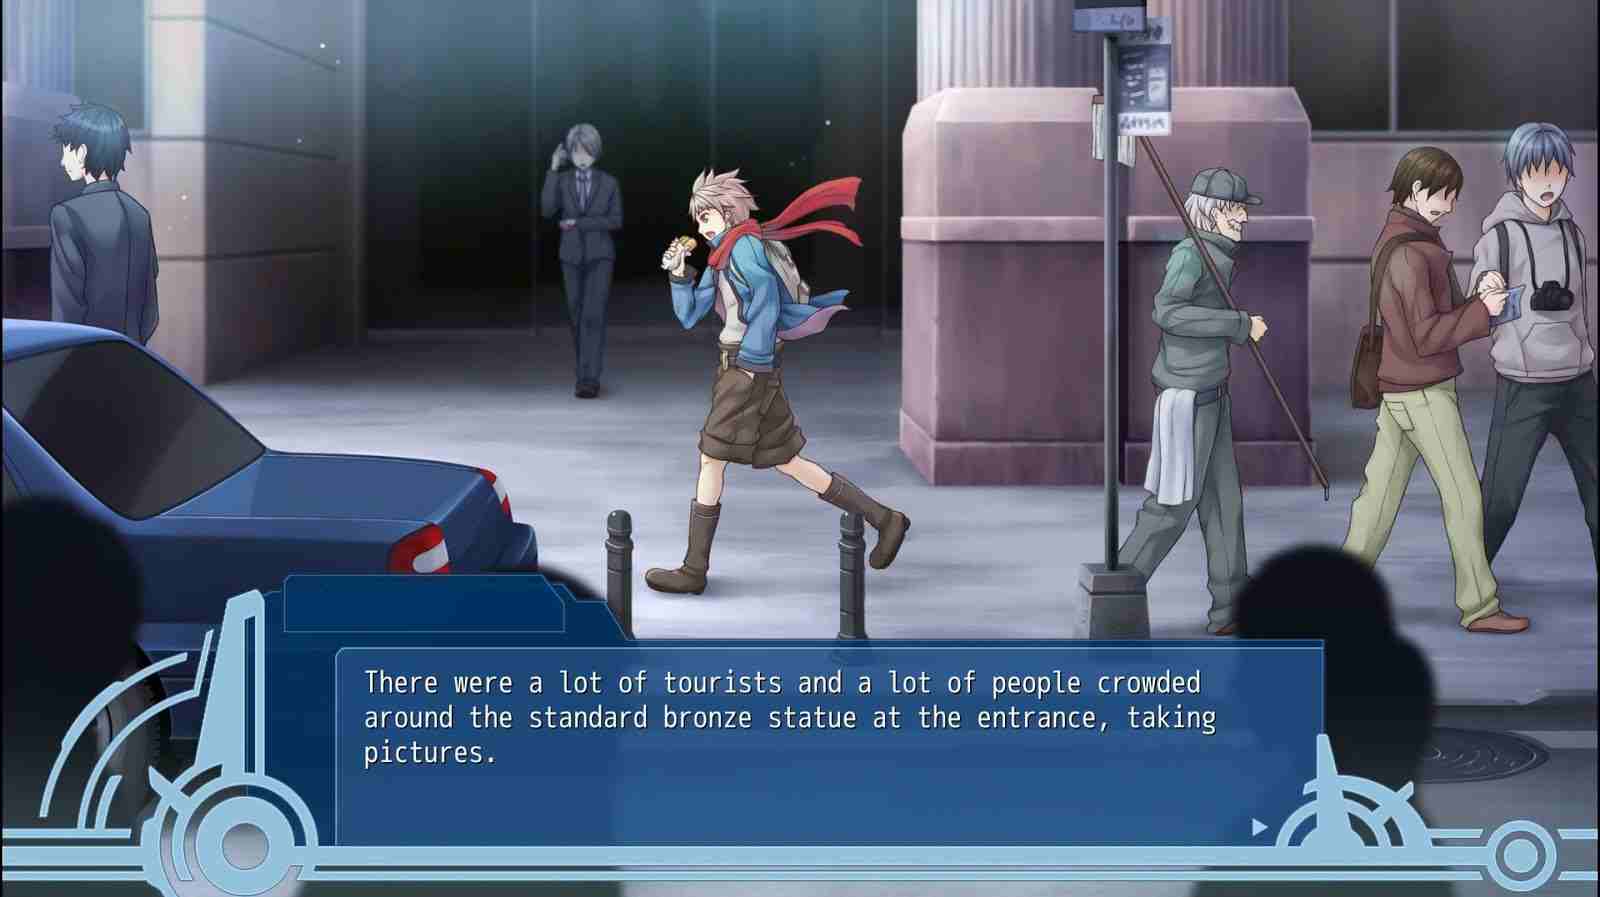 There were a lot of tourists and a lot of people crowded
around the standard bronze statue at the entrance, taking
pictures.